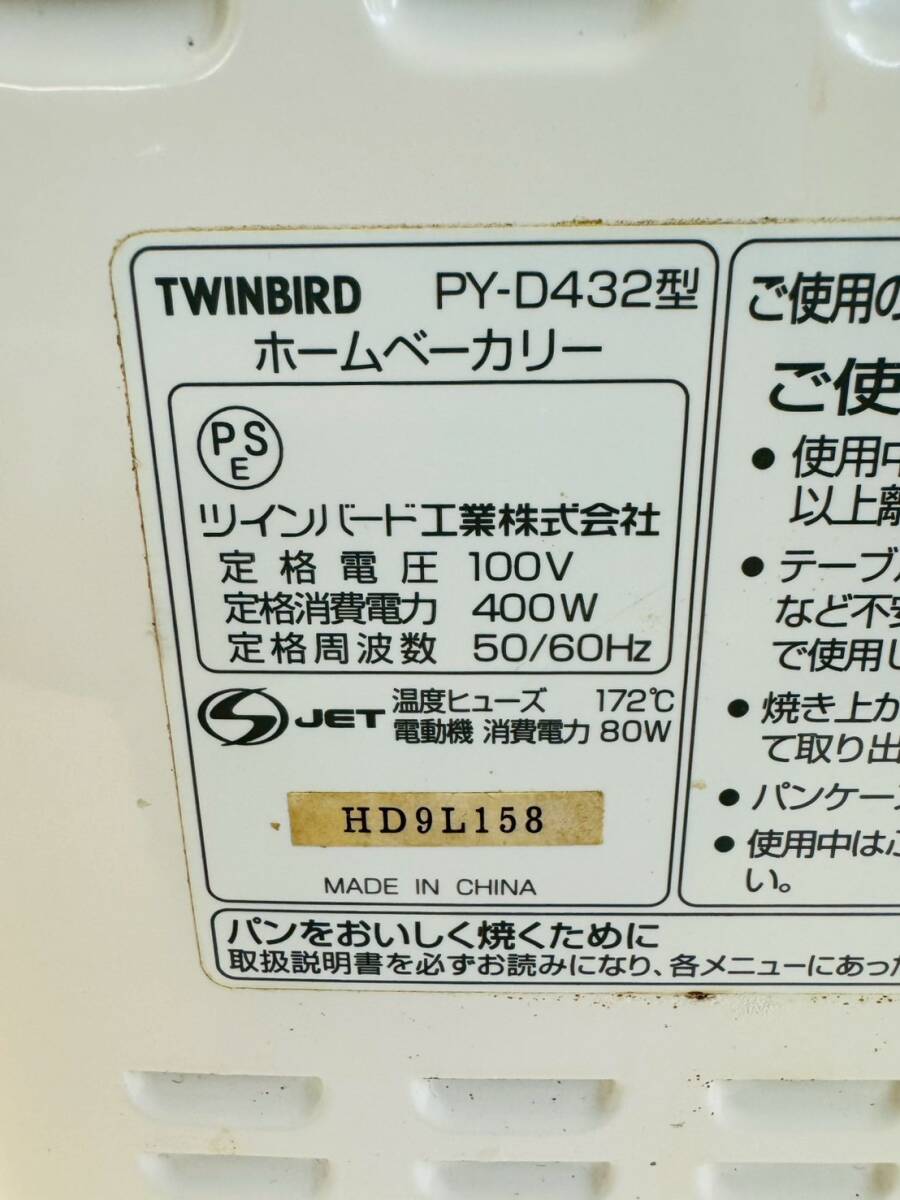 TWINBIRD PY-D432型
ホームベーカリー
PSE
ツインバード工業株式会社
定格電圧 100V
定格消費電力 400W
定格周波数 50/60Hz
JET 温度ヒューズ 172℃
電動機 消費電力 80W
HD9L158
MADE IN CHINA
ご使用の
ご使
● 使用中
以上離
● テーブル
など不安
で使用し
● 焼き上が
て取り出
● パンケース
● 使用中はふ
い。
パンをおいしく焼くために
取扱説明書を必ずお読みになり、各メニューにあった